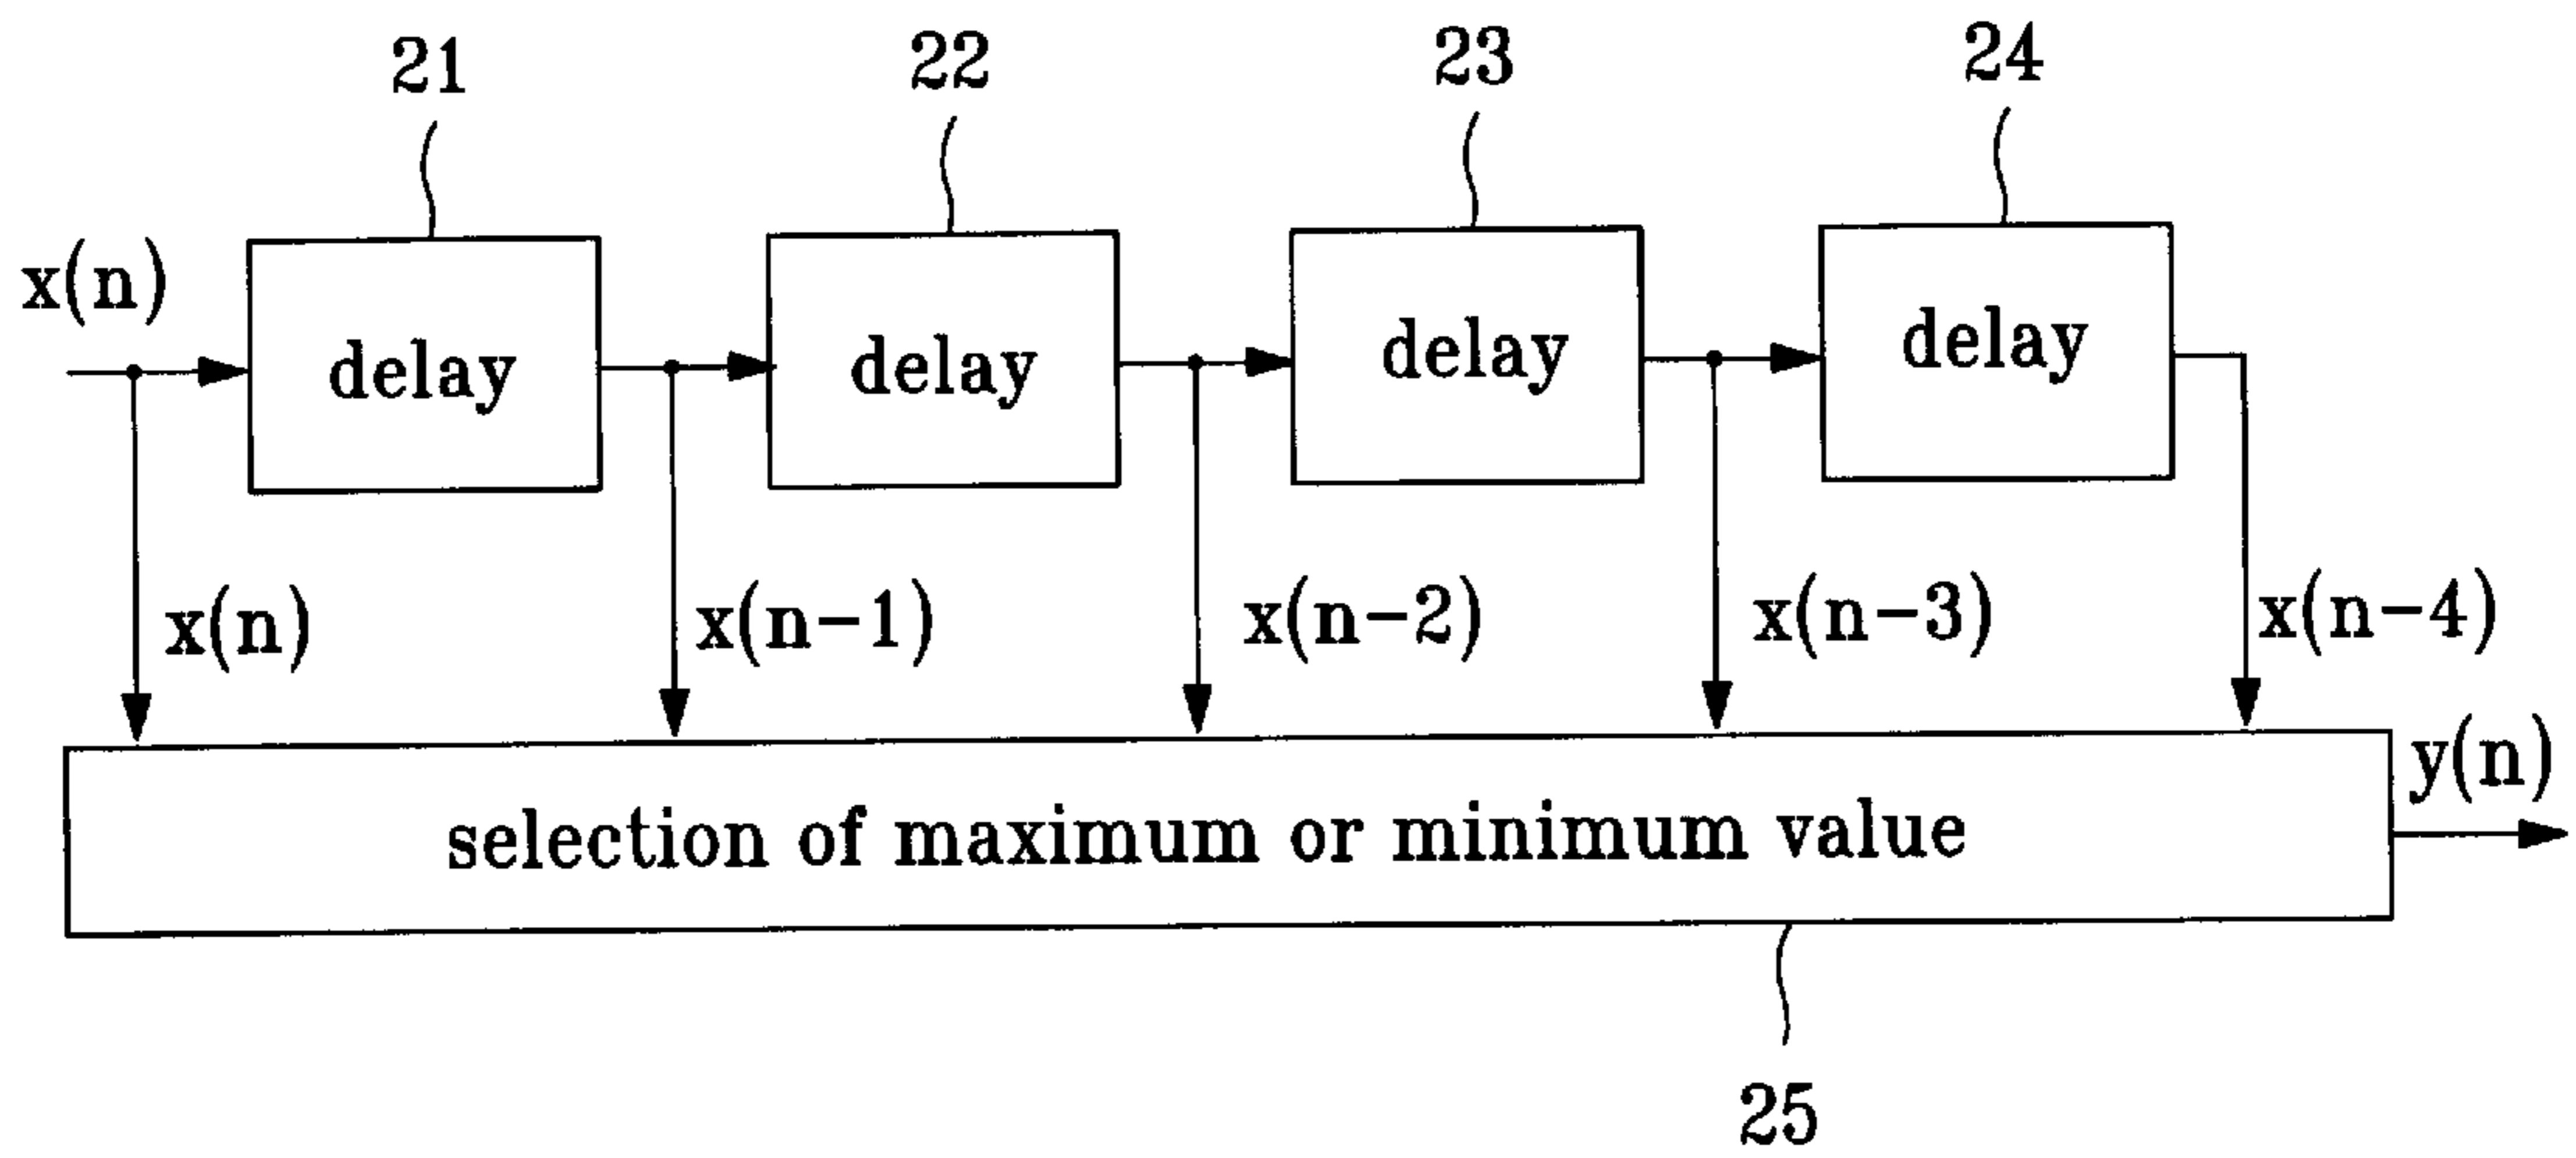 21
22
23
24
x(n)
delay
delay
delay
delay
x(n)
x(n-1)
x(n-2)
x(n-3)
x(n-4)
selection of maximum or minimum value
y(n)
25